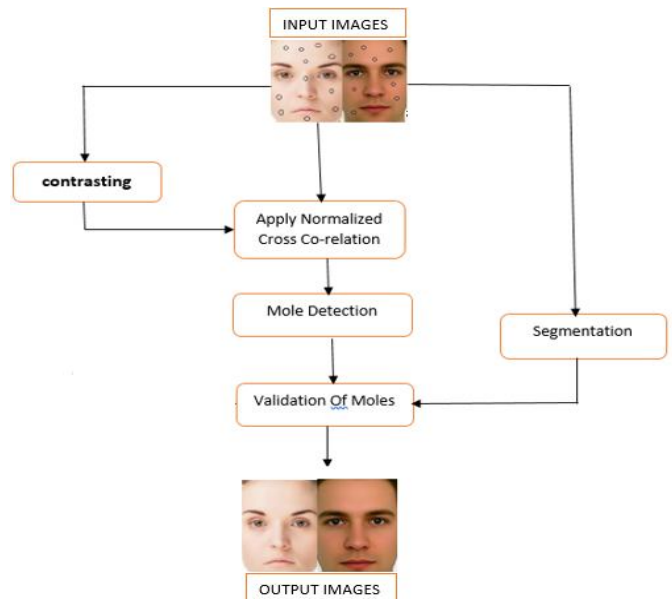 INPUT IMAGES
contrasting
Apply Normalized
Cross Co-relation
Mole Detection
Segmentation
Validation Of Moles
OUTPUT IMAGES